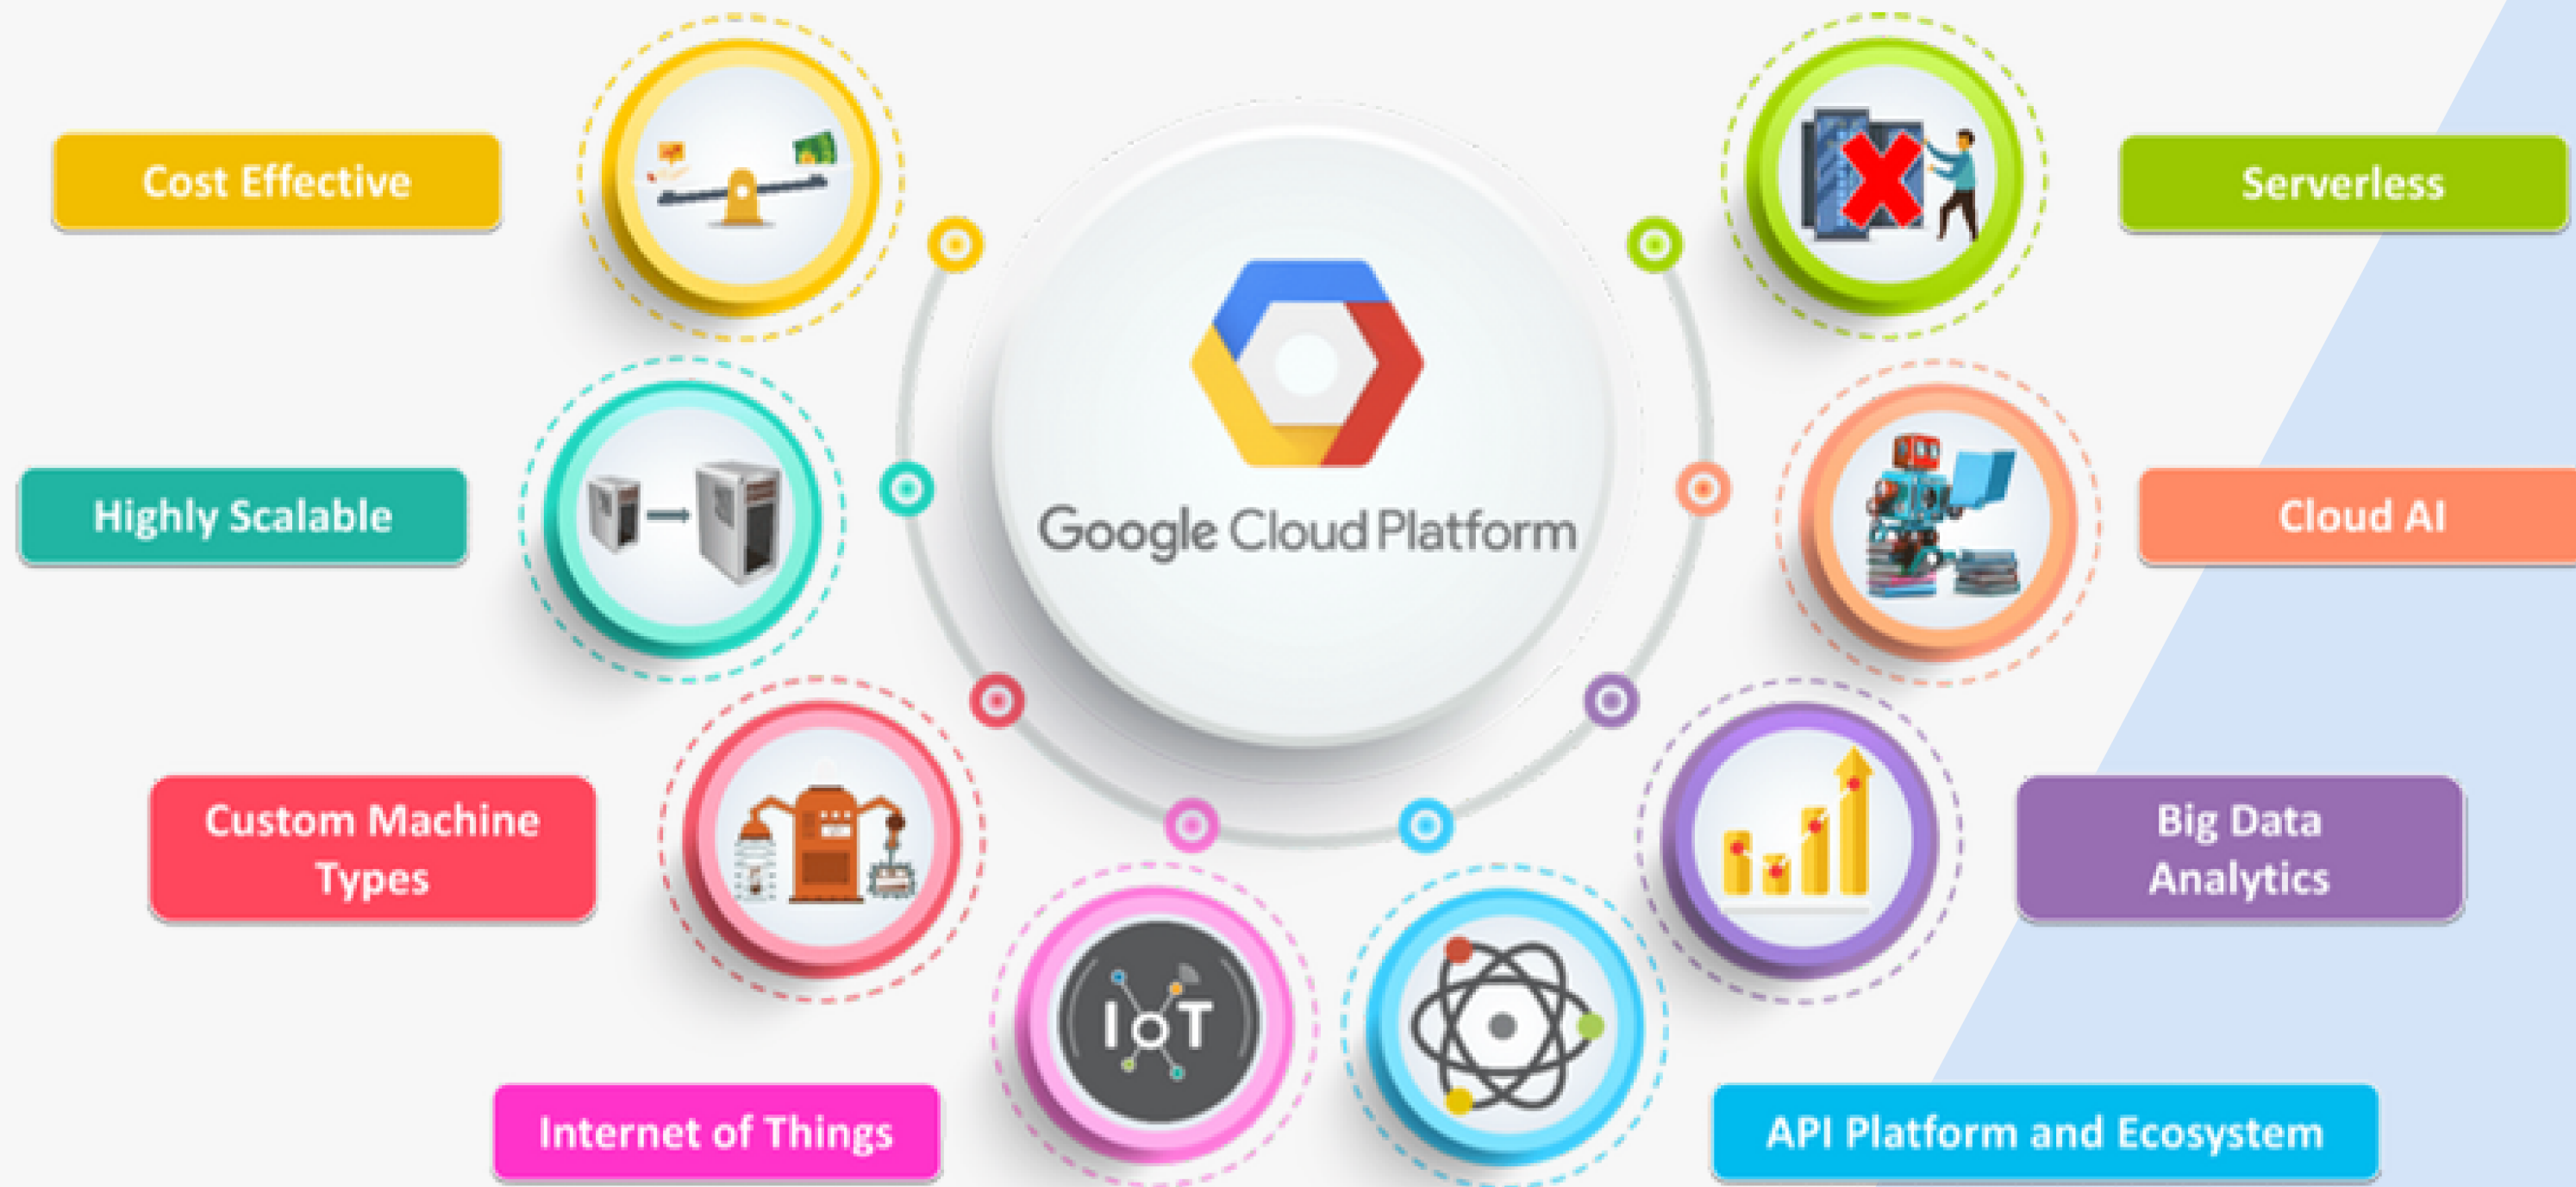 Cost Effective
Serverless
Google Cloud Platform
Highly Scalable
Cloud AI
Custom Machine
Types
Big Data
Analytics
IoT
Internet of Things
API Platform and Ecosystem